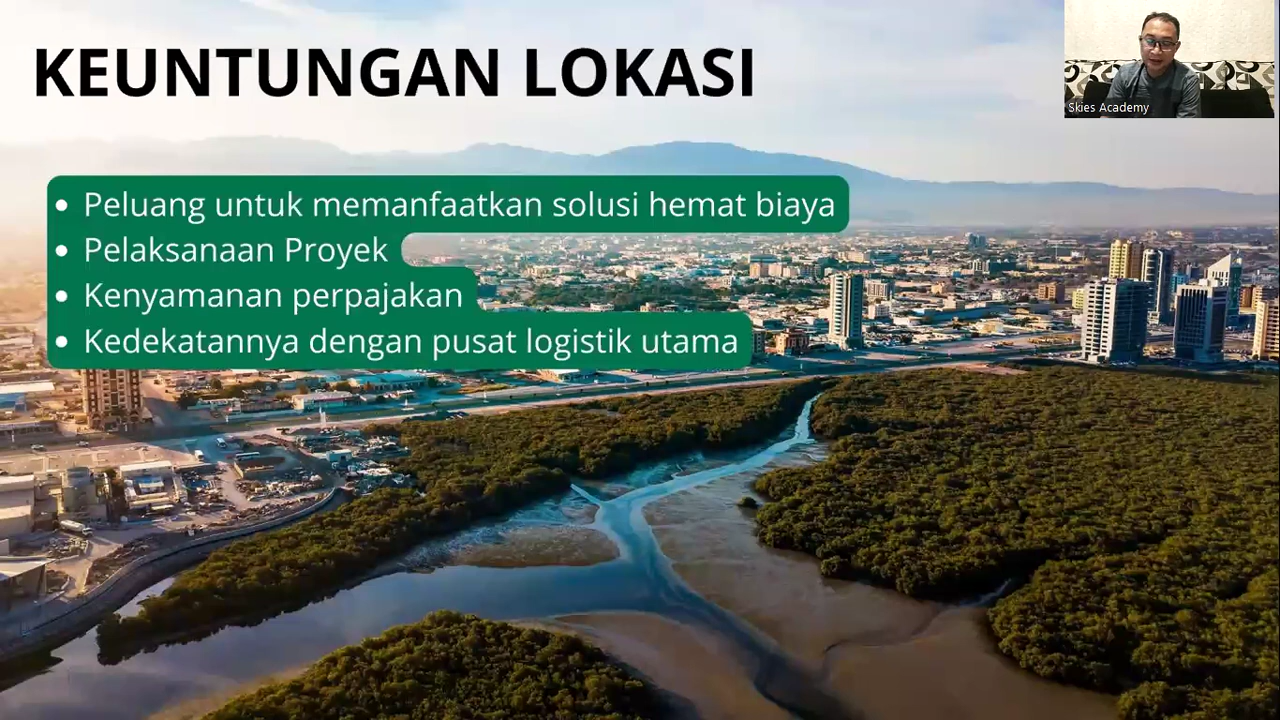 KEUNTUNGAN LOKASI
Skies Academy
• Peluang untuk memanfaatkan solusi hemat biaya
• Pelaksanaan Proyek
• Kenyamanan perpajakan
• Kedekatannya dengan pusat logistik utama